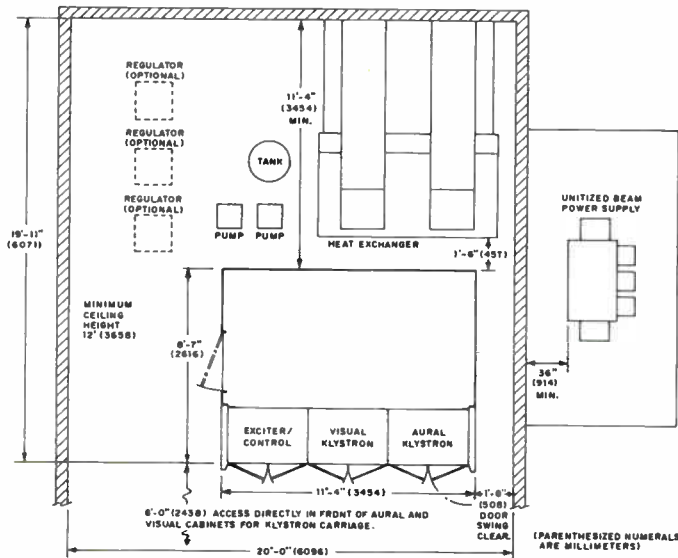 REGULATOR
(OPTIONAL)
11'-4"
(3454)
MIN.
REGULATOR
(OPTIONAL)
TANK
REGULATOR
(OPTIONAL)
UNITIZED BEAM
POWER SUPPLY
19'-11"
(6071)
PUMP PUMP
HEAT EXCHANGER
1'-6" (457)
MINIMUM
CEILING
HEIGHT
12' (3658)
8'-7"
(2616)
36"
(914)
MIN.
EXCITER/
CONTROL
VISUAL
KLYSTRON
AURAL
KLYSTRON
11'-4" (3454)
1'-8"
(508)
DOOR
SWING
CLEAR.
6'-0" (2438) ACCESS DIRECTLY IN FRONT OF AURAL AND
VISUAL CABINETS FOR KLYSTRON CARRIAGE.
20'-0" (6096)
(PARENTHESIZED NUMERALS
ARE MILLIMETERS)